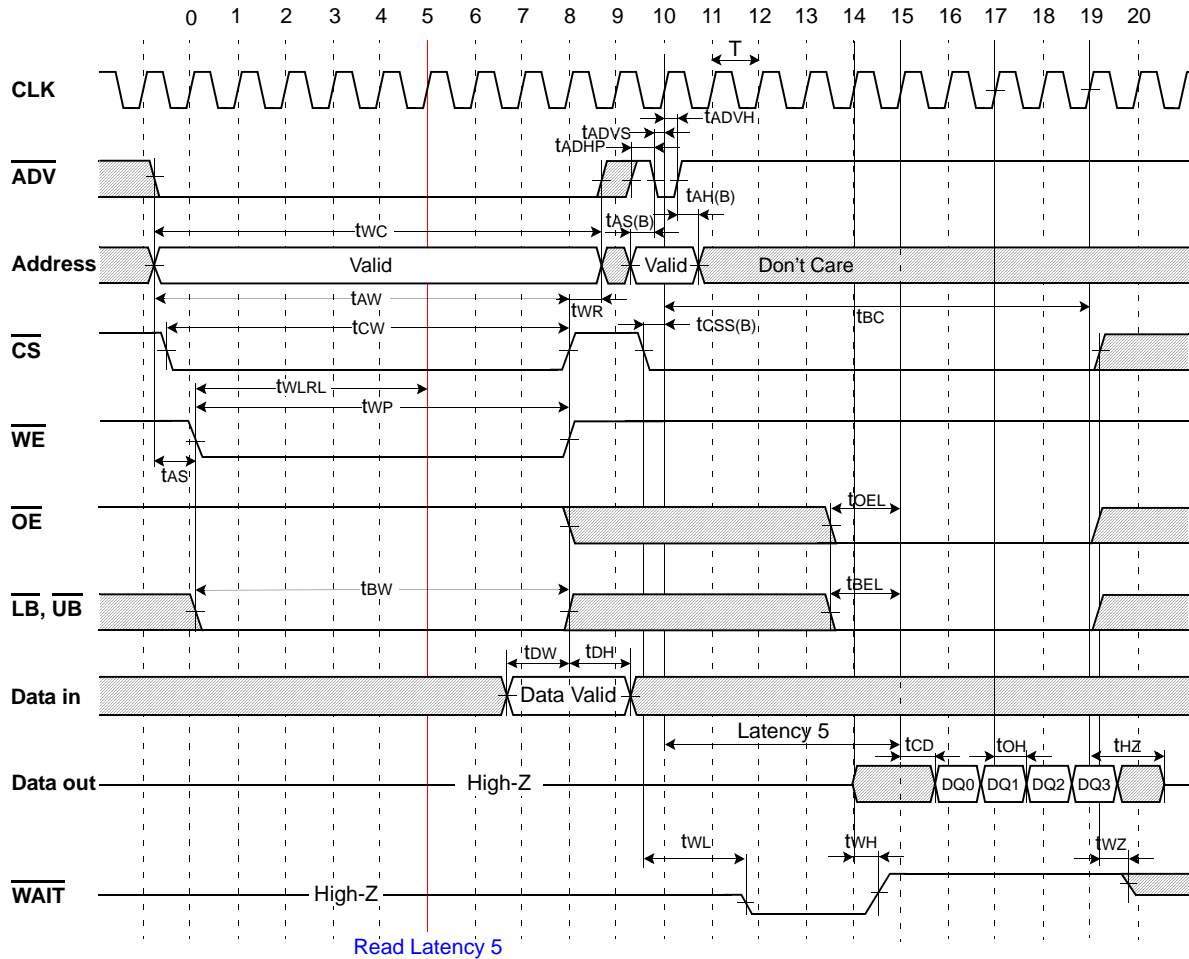 0 1 2 3 4 5 6 7 8 9 10 11 12 13 14 15 16 17 18 19 20
T
CLK
tADVH
tADVS
tADHP
ADV
tAH(B)
tAS(B)
tWC
Address Valid Valid Don't Care
tAW tWR
tCW tCSS(B) tBC
CS
tWLRL
tWP
WE
tAS
tOEL
OE
tBW tBEL
LB, UB
tDW tDH
Data in Data Valid
Latency 5
tCD tOH tHZ
Data out High-Z DQ0 DQ1 DQ2 DQ3
tWL tWH tWZ
WAIT High-Z
Read Latency 5